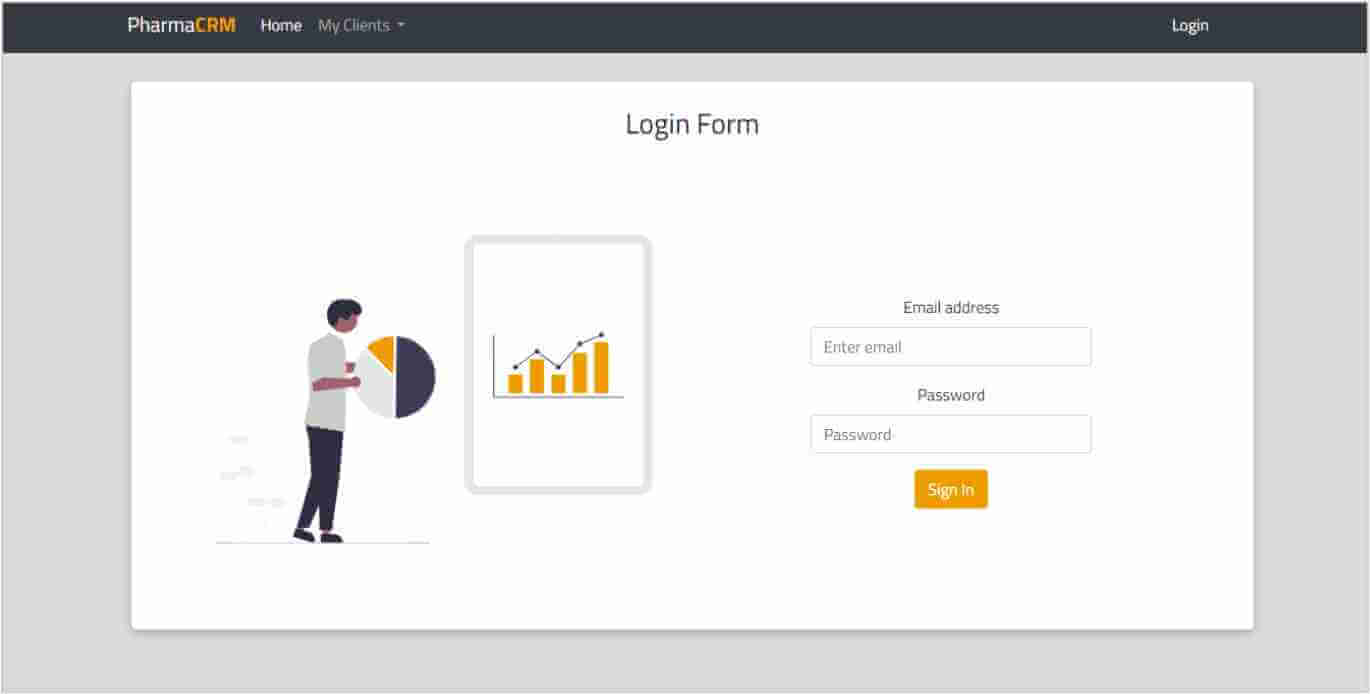 PharmaCRM Home My Clients Login
Login Form
Email address
Enter email
Password
Password
Sign In